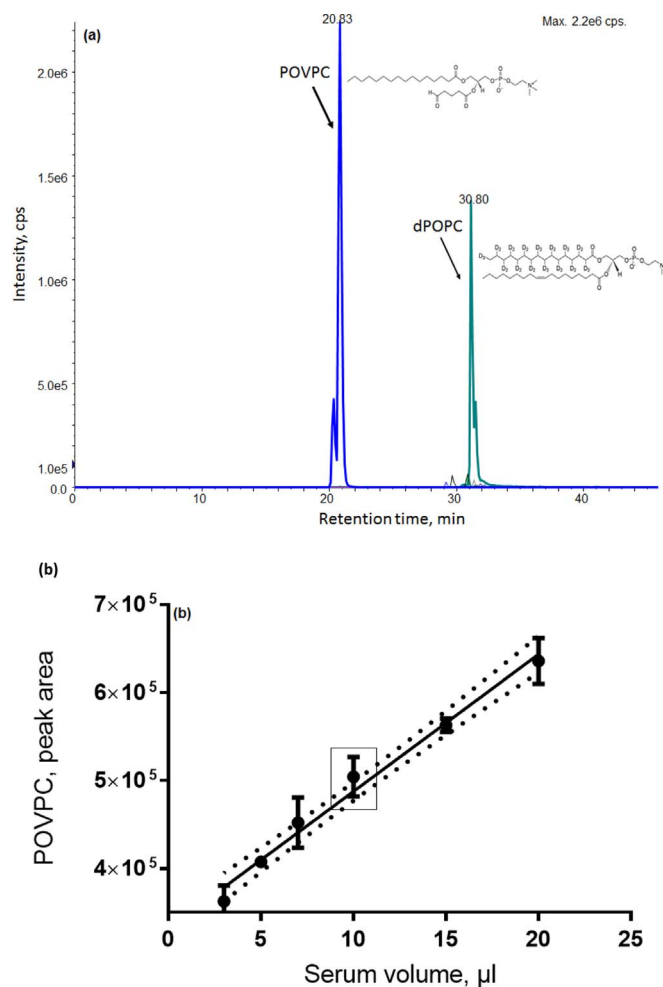 (a)
20.83
Max. 2.2e6 cps.
POVPC
2.0e6
1.5e6
30.80
dPOPC
1.0e6
5.0e5
1.0e5
0.0
Intensity, cps
0 10 20 30 40
Retention time, min
(b)
(b)
7×10⁵
6×10⁵
5×10⁵
4×10⁵
POVPC, peak area
0 5 10 15 20 25
Serum volume, µl